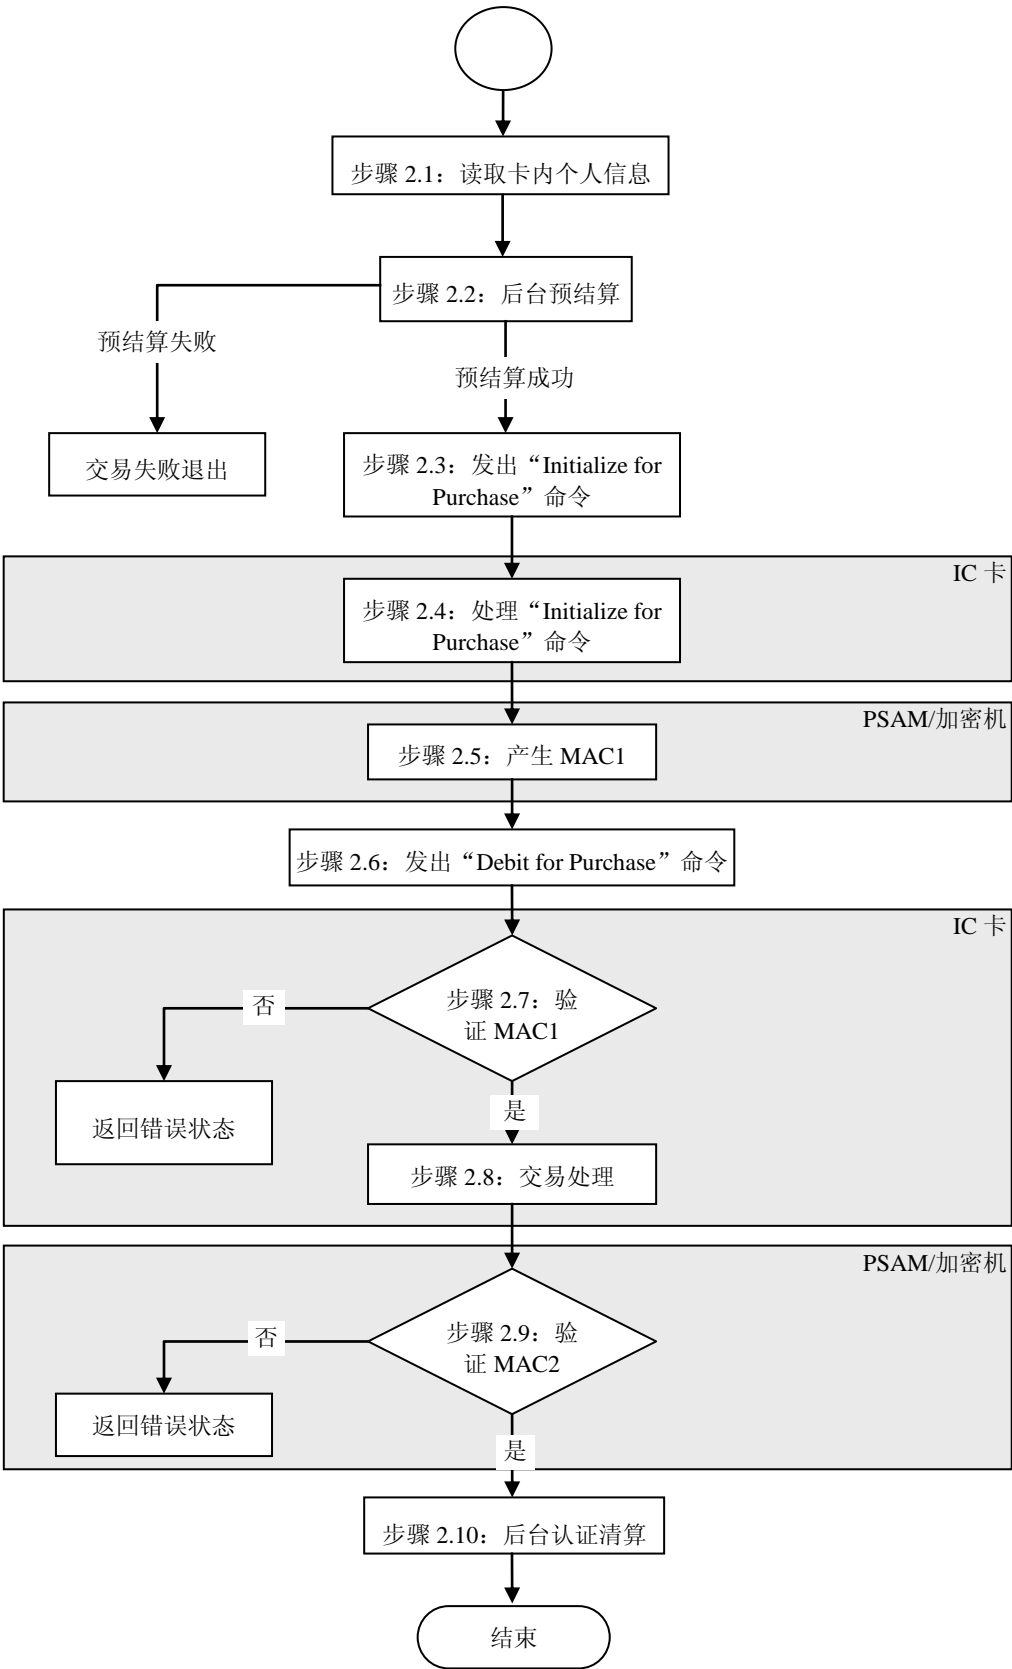 步骤 2.1：读取卡内个人信息
步骤 2.2：后台预结算
预结算失败
预结算成功
交易失败退出
步骤 2.3：发出“Initialize for
Purchase”命令
IC 卡
步骤 2.4：处理“Initialize for
Purchase”命令
PSAM/加密机
步骤 2.5：产生 MAC1
步骤 2.6：发出“Debit for Purchase”命令
IC 卡
步骤 2.7：验
证 MAC1
否
是
返回错误状态
步骤 2.8：交易处理
PSAM/加密机
步骤 2.9：验
证 MAC2
否
返回错误状态
是
步骤 2.10：后台认证清算
结束